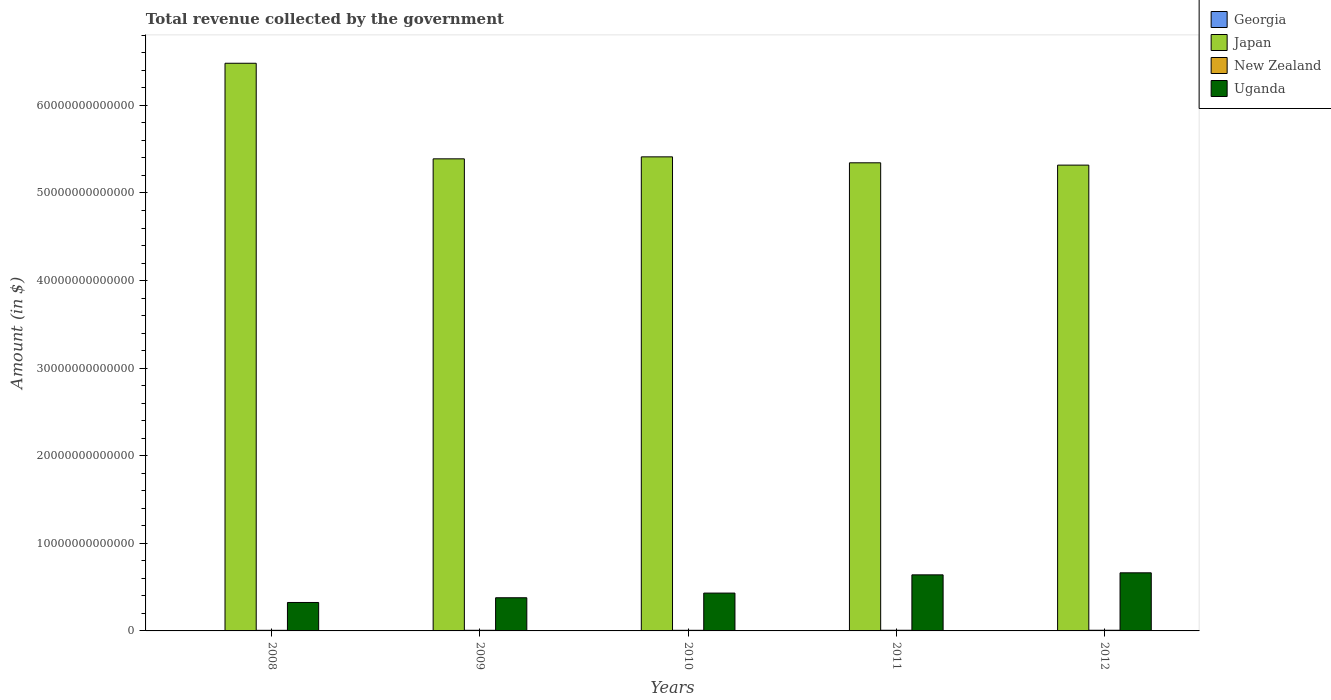 Total revenue collected by the government
Georgia
Japan
New Zealand
Uganda
Amount (in $)
60000000000000
50000000000000
40000000000000
30000000000000
20000000000000
10000000000000
0
2008
2009
2010
2011
2012
Years